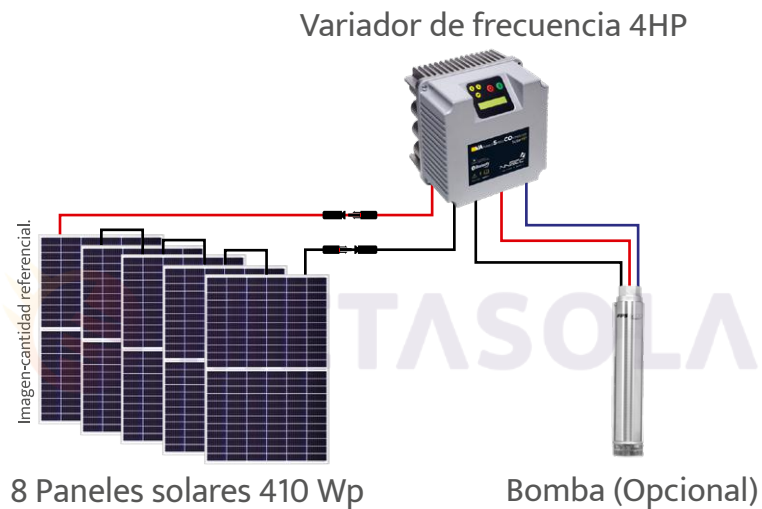 Variador de frecuencia 4HP
Imagen-cantidad referencial.
TASOLA
8 Paneles solares 410 Wp
Bomba (Opcional)